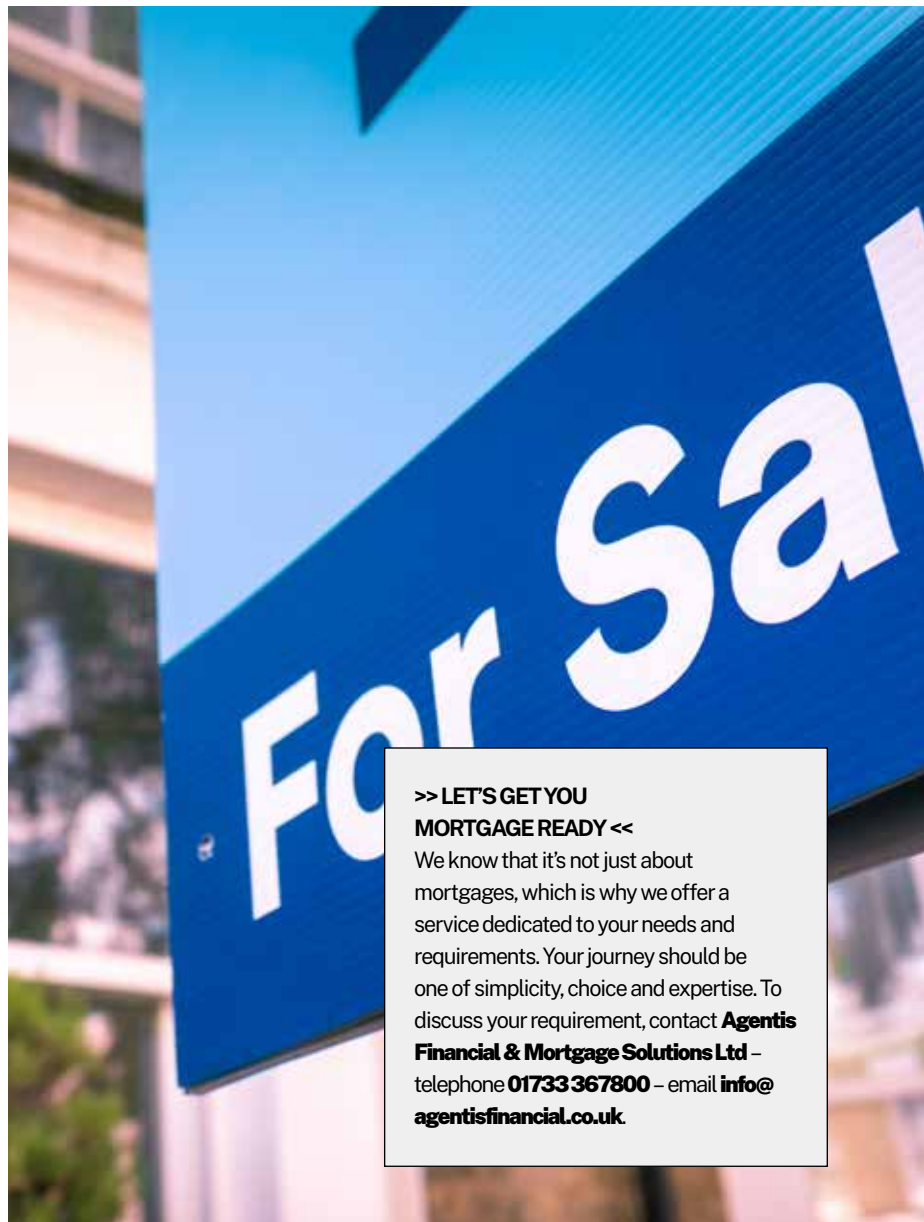 For Sal
>> LET'S GET YOU
MORTGAGE READY <<
We know that it's not just about
mortgages, which is why we offer a
service dedicated to your needs and
requirements. Your journey should be
one of simplicity, choice and expertise. To
discuss your requirement, contact Agentis
Financial & Mortgage Solutions Ltd –
telephone 01733 367800 – email info@
agentisfinancial.co.uk.